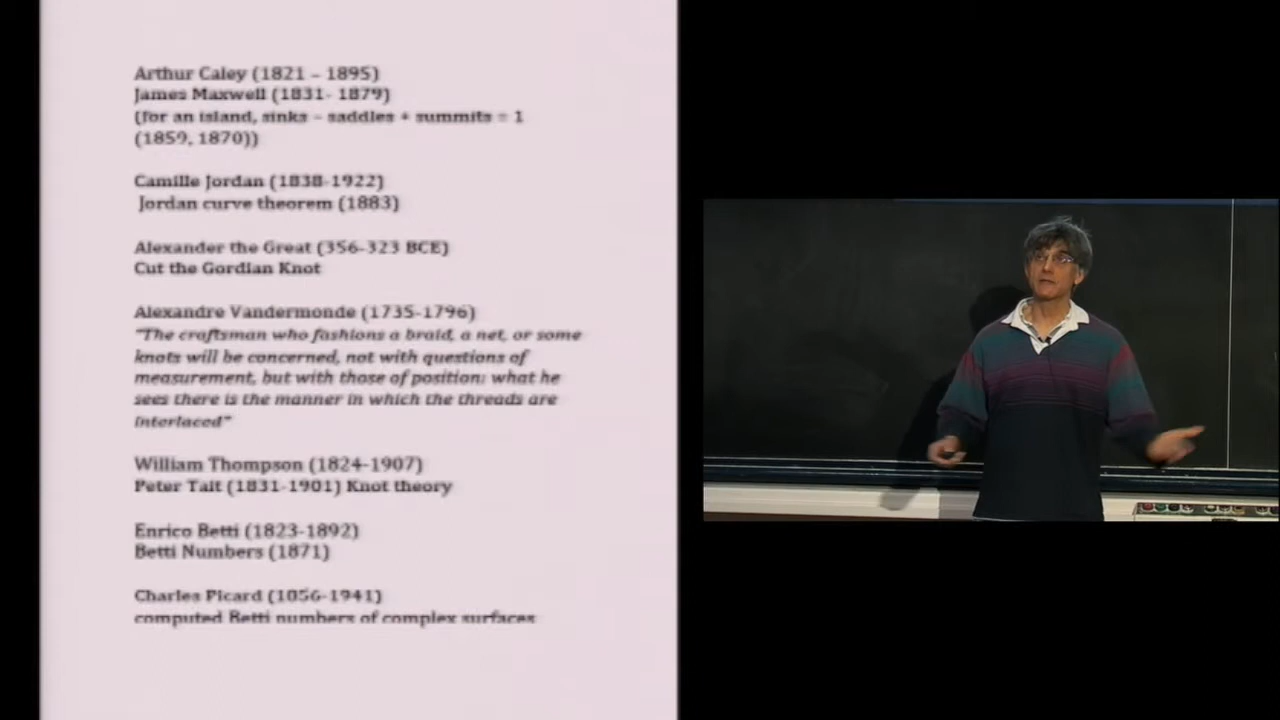 Arthur Caley (1821 – 1895)
James Maxwell (1831- 1879)
(for an island, sinks – saddles + summits = 1
(1859, 1870))
Camille Jordan (1838-1922)
Jordan curve theorem (1883)
Alexander the Great (356-323 BCE)
Cut the Gordian Knot
Alexandre Vandermonde (1735-1796)
"The craftsman who fashions a braid, a net, or some
knots will be concerned, not with questions of
measurement, but with those of position: what he
sees there is the manner in which the threads are
interlaced"
William Thompson (1824-1907)
Peter Tait (1831-1901) Knot theory
Enrico Betti (1823-1892)
Betti Numbers (1871)
Charles Picard (1856-1941)
computed Betti numbers of complex surfaces